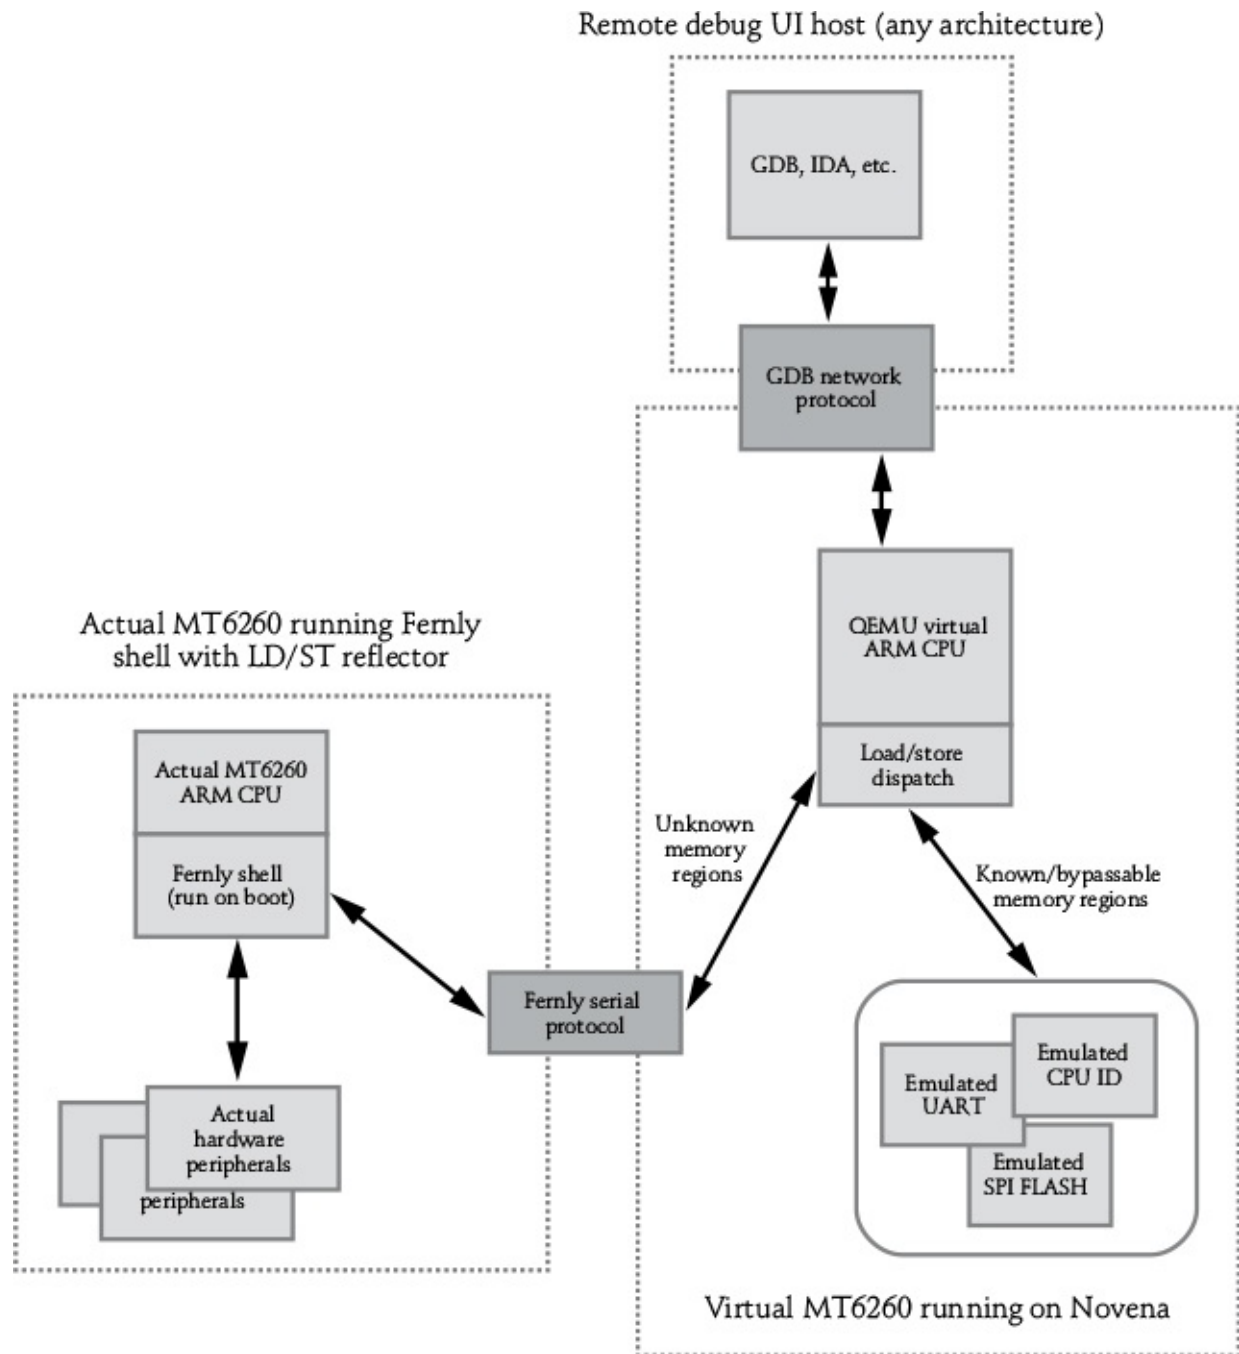 Remote debug UI host (any architecture)
GDB, IDA, etc.
GDB network
protocol
QEMU virtual
ARM CPU
Load/store
dispatch
Actual MT6260 running Fernly
shell with LD/ST reflector
Actual MT6260
ARM CPU
Fernly shell
(run on boot)
Unknown
memory
regions
Known/bypassable
memory regions
Fernly serial
protocol
Actual
hardware
peripherals
peripherals
Emulated
CPU ID
Emulated
UART
Emulated
SPI FLASH
Virtual MT6260 running on Novena